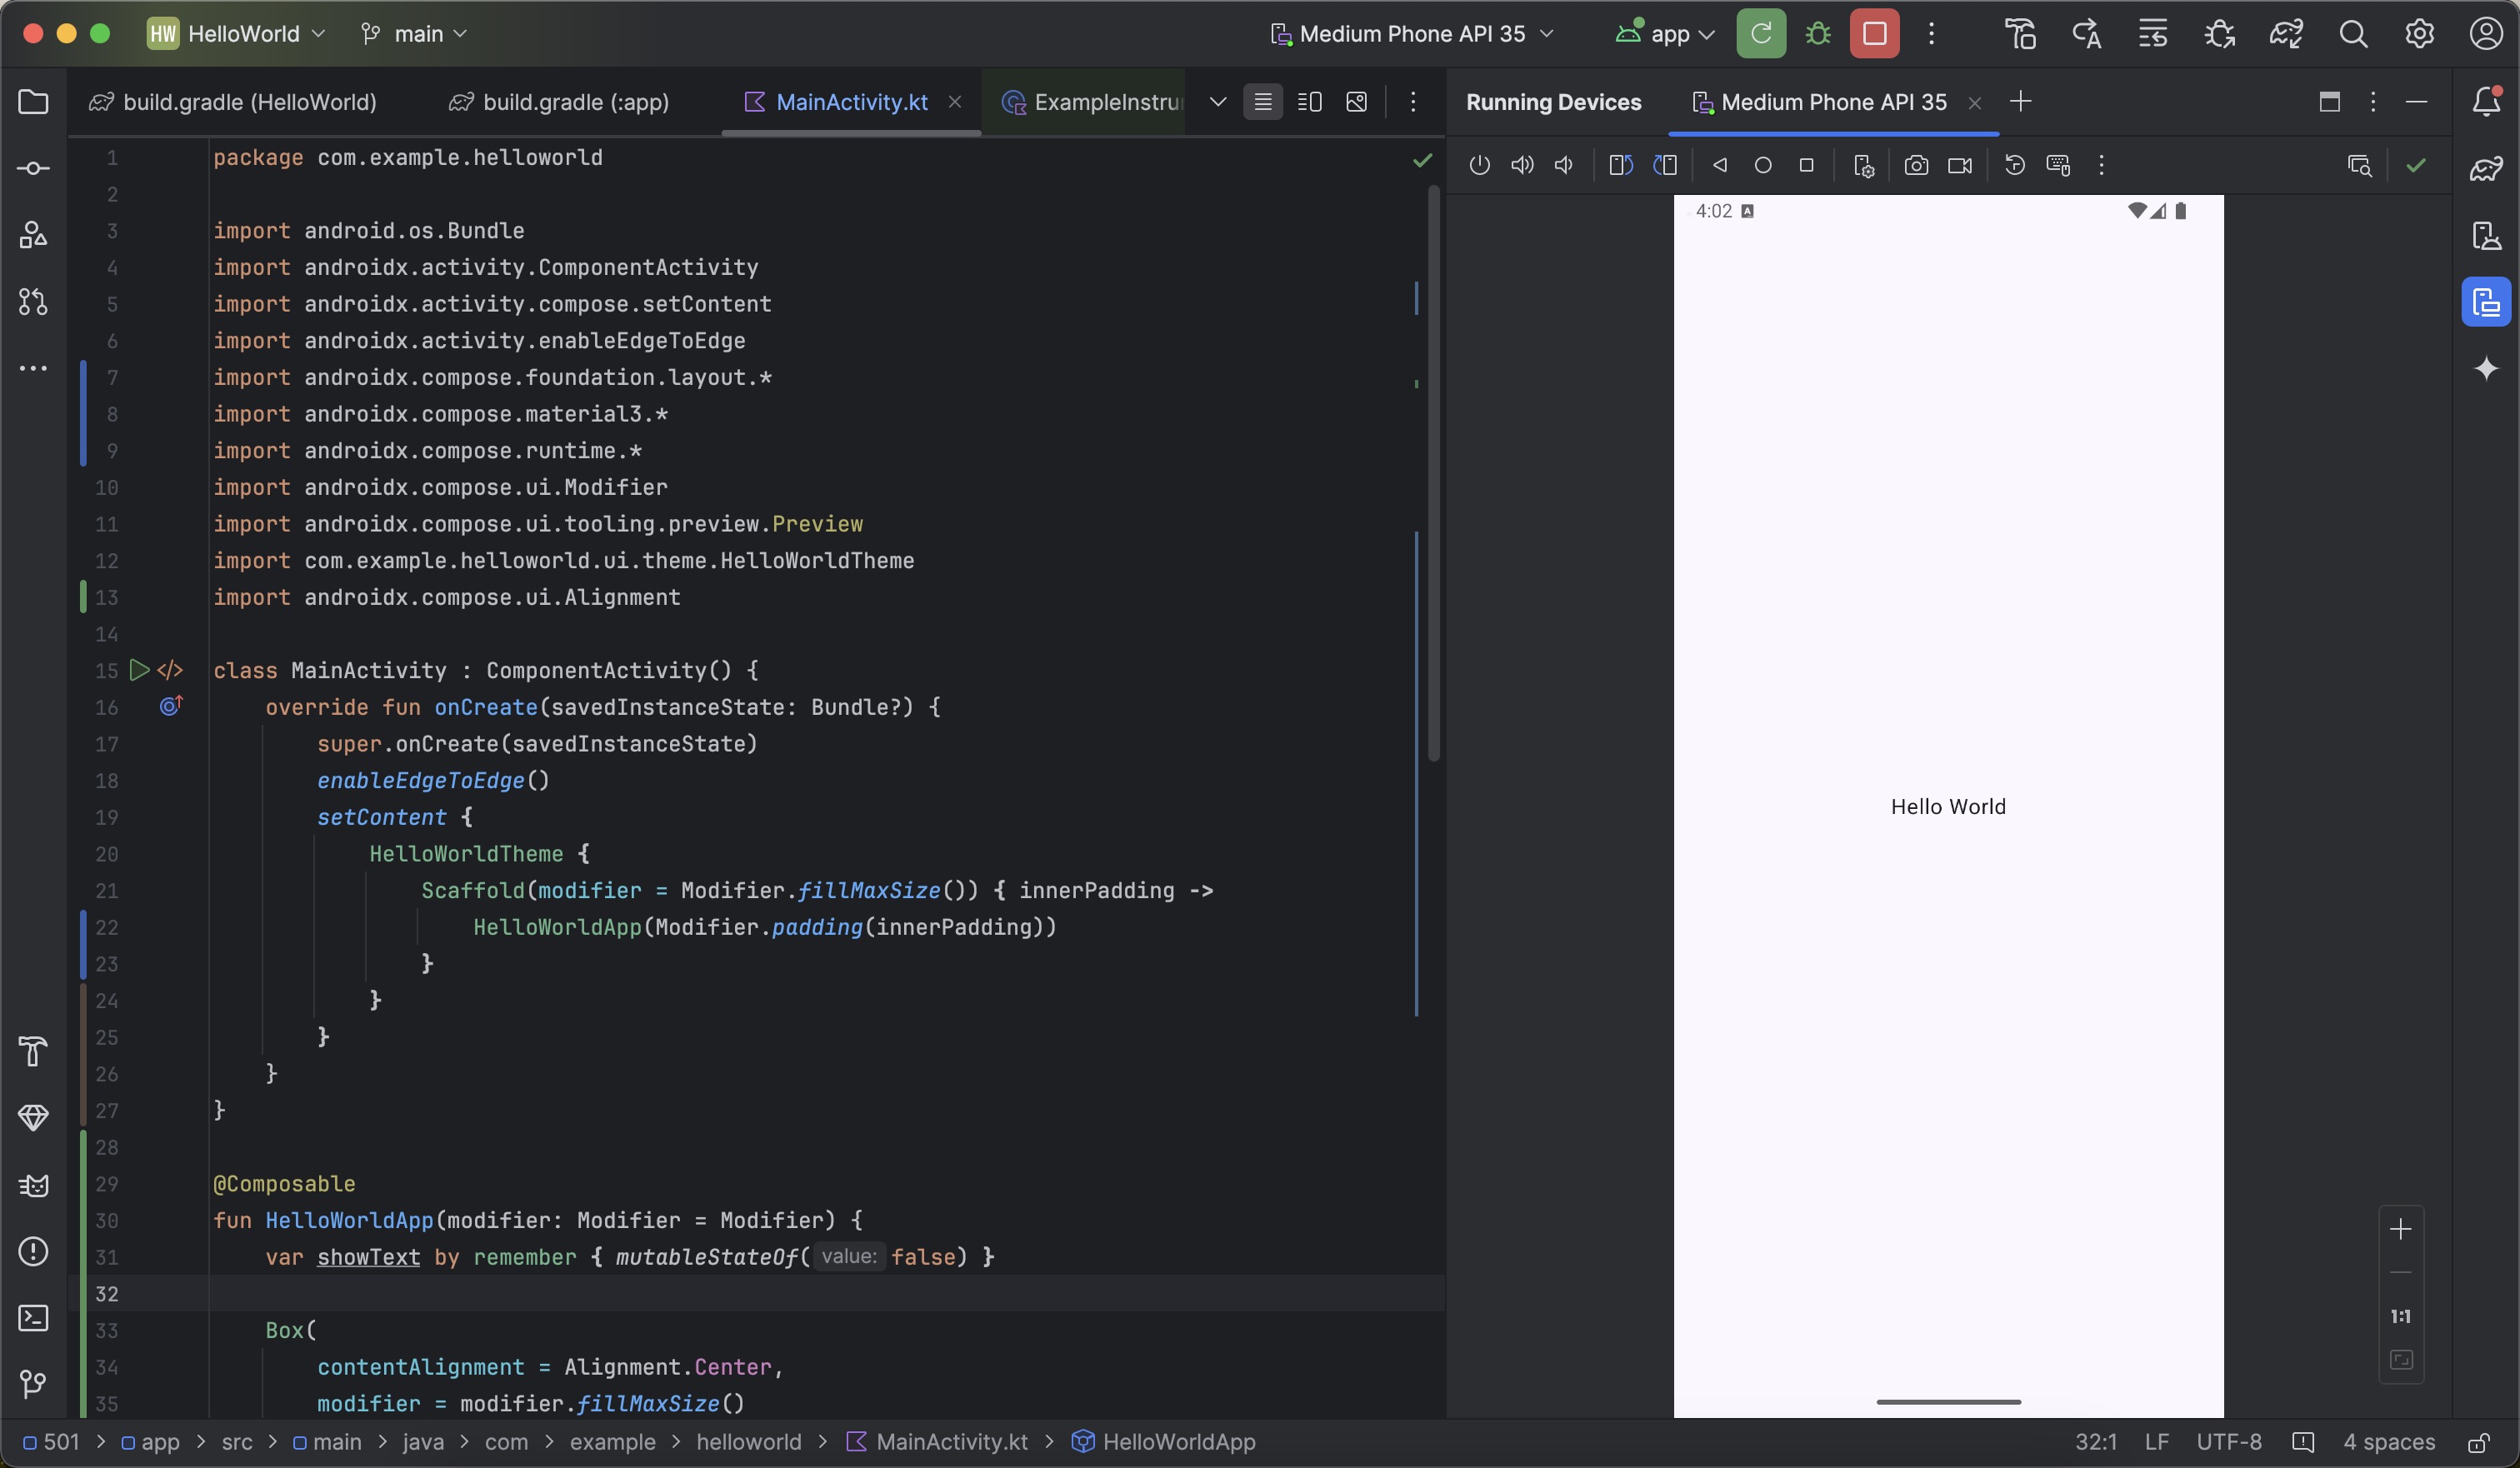 HW HelloWorld main Medium Phone API 35 app
build.gradle (HelloWorld) build.gradle (:app) MainActivity.kt ExampleInstru
Running Devices Medium Phone API 35
1 package com.example.helloworld
2
3 import android.os.Bundle
4 import androidx.activity.ComponentActivity
5 import androidx.activity.compose.setContent
6 import androidx.activity.enableEdgeToEdge
7 import androidx.compose.foundation.layout.*
8 import androidx.compose.material3.*
9 import androidx.compose.runtime.*
10 import androidx.compose.ui.Modifier
11 import androidx.compose.ui.tooling.preview.Preview
12 import com.example.helloworld.ui.theme.HelloWorldTheme
13 import androidx.compose.ui.Alignment
14
15 </> class MainActivity : ComponentActivity() {
16 override fun onCreate(savedInstanceState: Bundle?) {
17 super.onCreate(savedInstanceState)
18 enableEdgeToEdge()
19 setContent {
20 HelloWorldTheme {
21 Scaffold(modifier = Modifier.fillMaxSize()) { innerPadding ->
22 HelloWorldApp(Modifier.padding(innerPadding))
23 }
24 }
25 }
26 }
27 }
28
29 @Composable
30 fun HelloWorldApp(modifier: Modifier = Modifier) {
31 var showText by remember { mutableStateOf( value: false) }
32
33 Box(
34 contentAlignment = Alignment.Center,
35 modifier = modifier.fillMaxSize()
4:02 A
Hello World
1:1
501 > app > src > main > java > com > example > helloworld > MainActivity.kt > HelloWorldApp
32:1 LF UTF-8 4 spaces